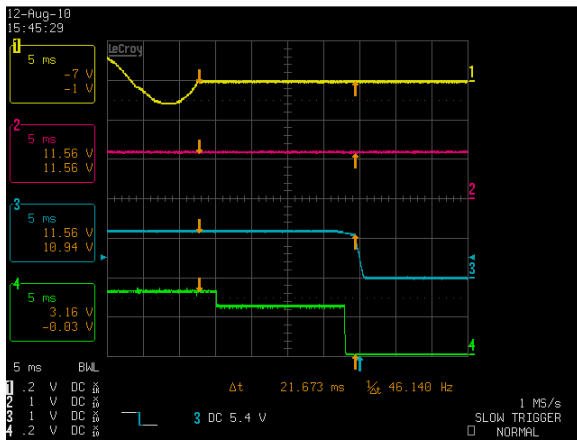 12-Aug-10
15:45:29
LeCroy
1
5 ms
-7 V
-1 V
1
2
5 ms
11.56 V
11.56 V
2
3
5 ms
11.56 V
10.94 V
3
4
5 ms
3.16 V
-0.03 V
4
5 ms BWL
1 .2 V DC
2 1 V DC
3 1 V DC
4 .2 V DC
Δt 21.673 ms 1/Δt 46.140 Hz
3 DC 5.4 V
1 MS/s
SLOW TRIGGER
NORMAL